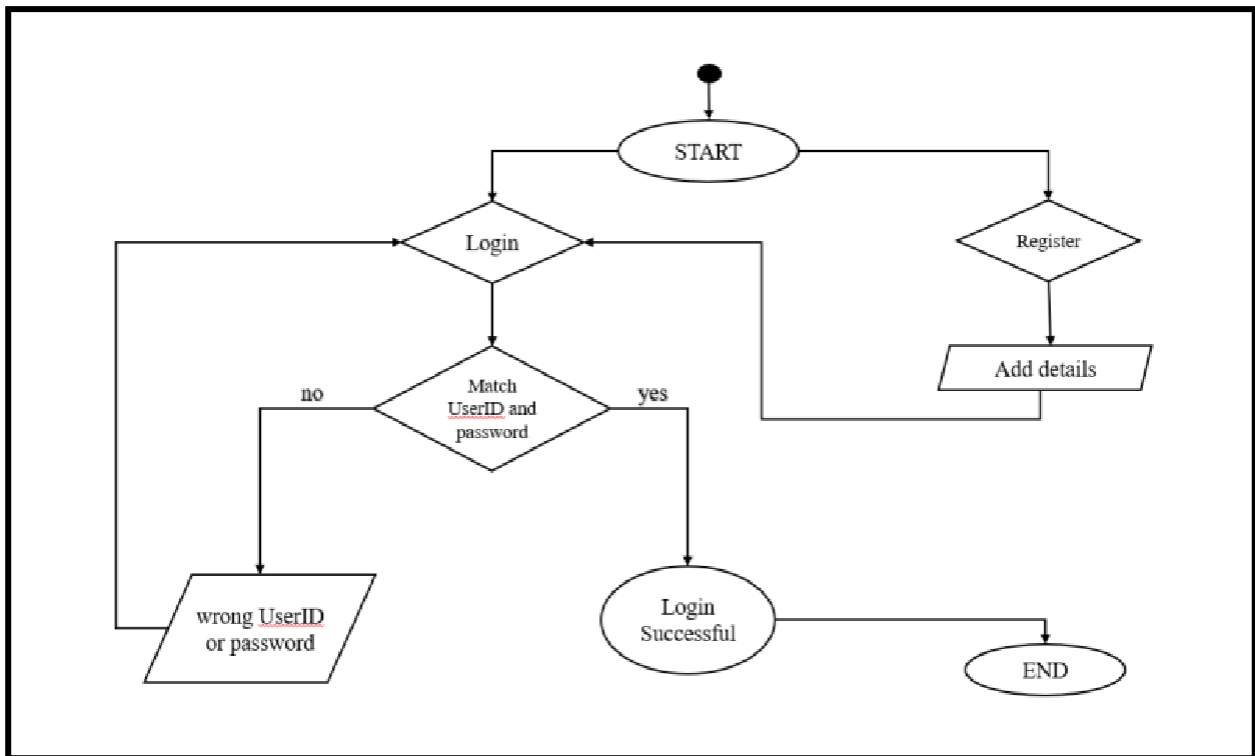 START
Login
Register
Match
UserID and
password
no
yes
Add details
wrong UserID
or password
Login
Successful
END